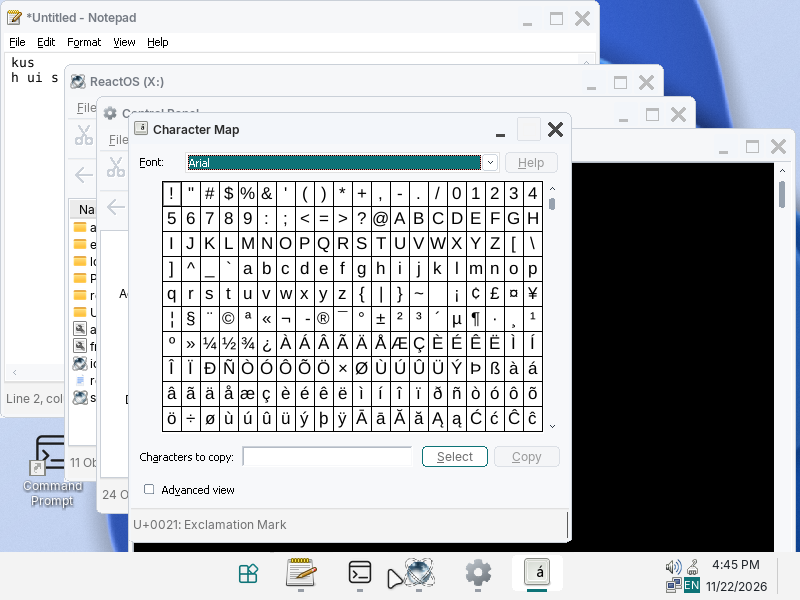 *Untitled - Notepad
File Edit Format View Help
kus
h ui s
ReactOS (X:)
File
Control Panel
File
Character Map
Font: Arial Help
! " # $ % & ' ( ) * + , - . / 0 1 2 3 4
5 6 7 8 9 : ; < = > ? @ A B C D E F G H
I J K L M N O P Q R S T U V W X Y Z [ \
] ^ _ ` a b c d e f g h i j k l m n o p
q r s t u v w x y z { | } ~ ¡ ¢ £ ¤ ¥
¦ § ¨ © ª « ¬ - ® ¯ ° ± ² ³ ´ µ ¶ · ¸ ¹
º » ¼ ½ ¾ ¿ À Á Â Ã Ä Å Æ Ç È É Ê Ë Ì Í
Î Ï Ð Ñ Ò Ó Ô Õ Ö × Ø Ù Ú Û Ü Ý Þ ß à á
â ã ä å æ ç è é ê ë ì í î ï ð ñ ò ó ô õ
ö ÷ ø ù ú û ü ý þ ÿ Ā ā Ă ă Ą ą Ć ć Ĉ ĉ
Characters to copy: Select Copy
Advanced view
U+0021: Exclamation Mark
Na
Line 2, col
11 Ob
24 O
Command
Prompt
á
4:45 PM
EN 11/22/2026